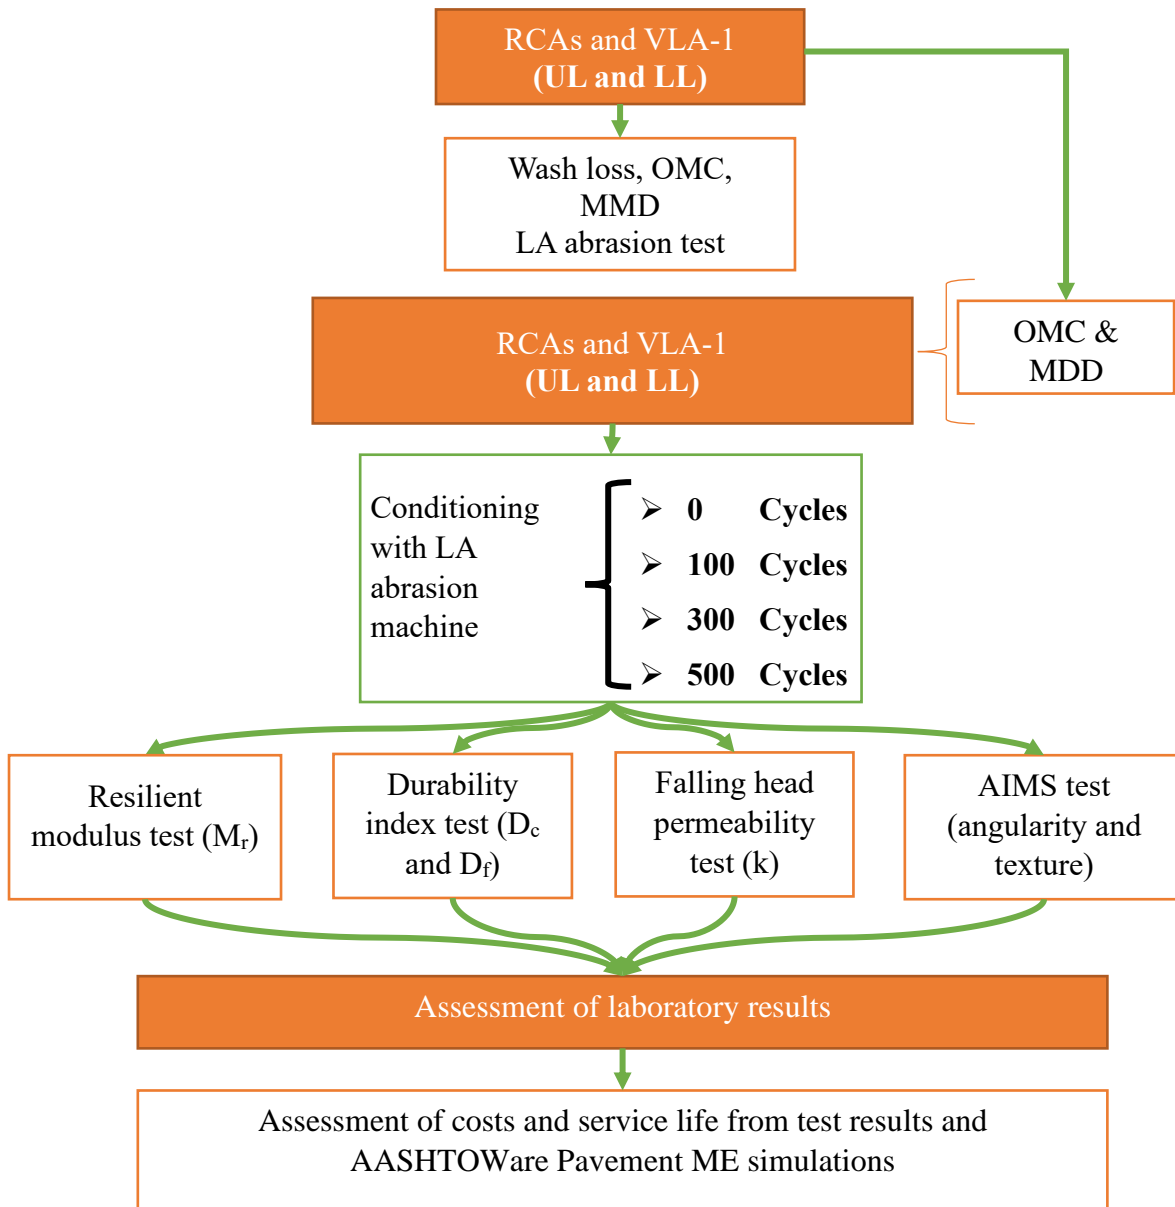 RCAs and VLA-1
(UL and LL)
Wash loss, OMC,
MMD
LA abrasion test
RCAs and VLA-1
(UL and LL)
OMC &
MDD
Conditioning
with LA
abrasion
machine
➢ 0 Cycles
➢ 100 Cycles
➢ 300 Cycles
➢ 500 Cycles
Resilient
modulus test (Mr)
Durability
index test (Dc
and Df)
Falling head
permeability
test (k)
AIMS test
(angularity and
texture)
Assessment of laboratory results
Assessment of costs and service life from test results and
AASHTOWare Pavement ME simulations